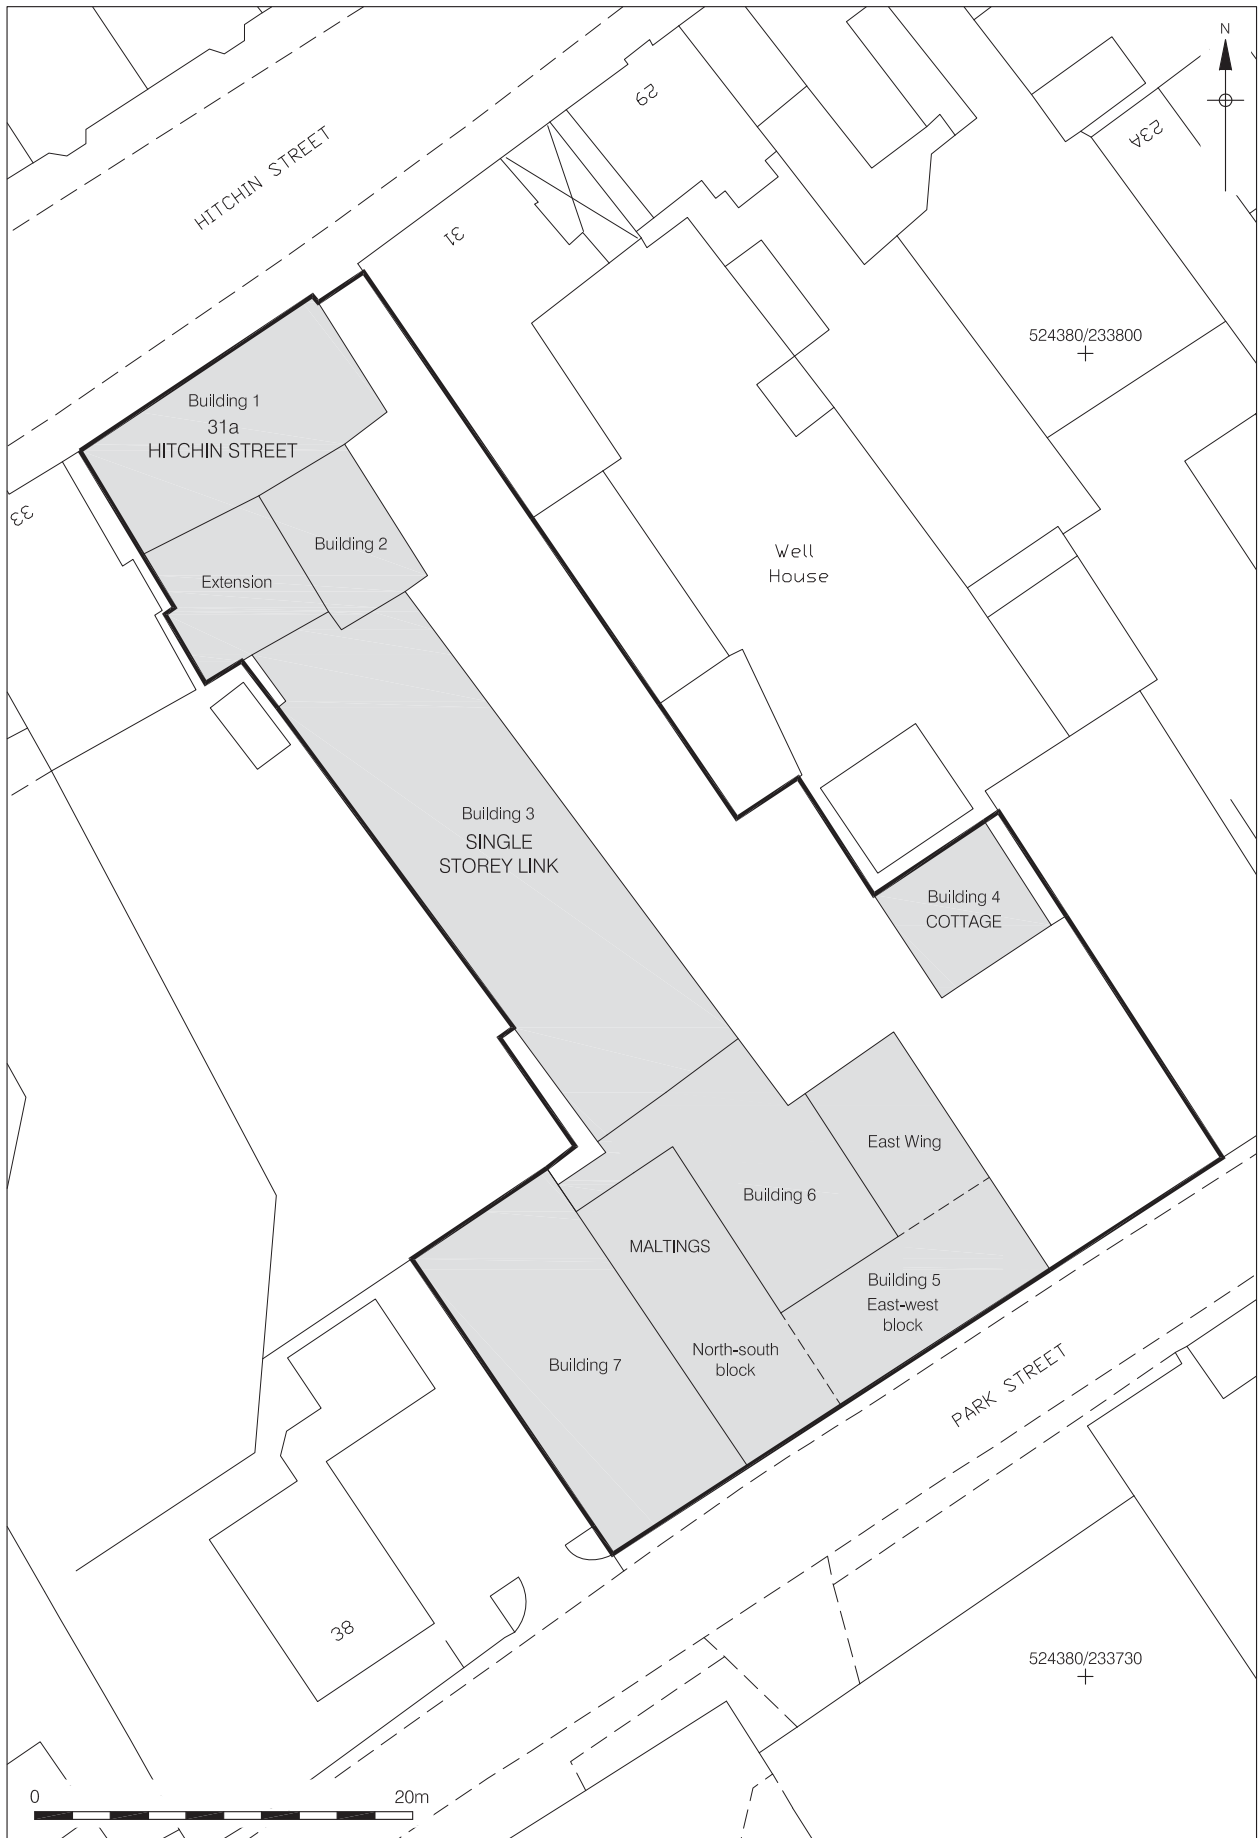 N
29
23A
HITCHIN STREET
31
524380/233800
Building 1
31a
HITCHIN STREET
33
Building 2
Extension
Well
House
Building 3
SINGLE
STOREY LINK
Building 4
COTTAGE
East Wing
Building 6
MALTINGS
Building 5
East-west
block
North-south
block
Building 7
PARK STREET
38
524380/233730
0
20m